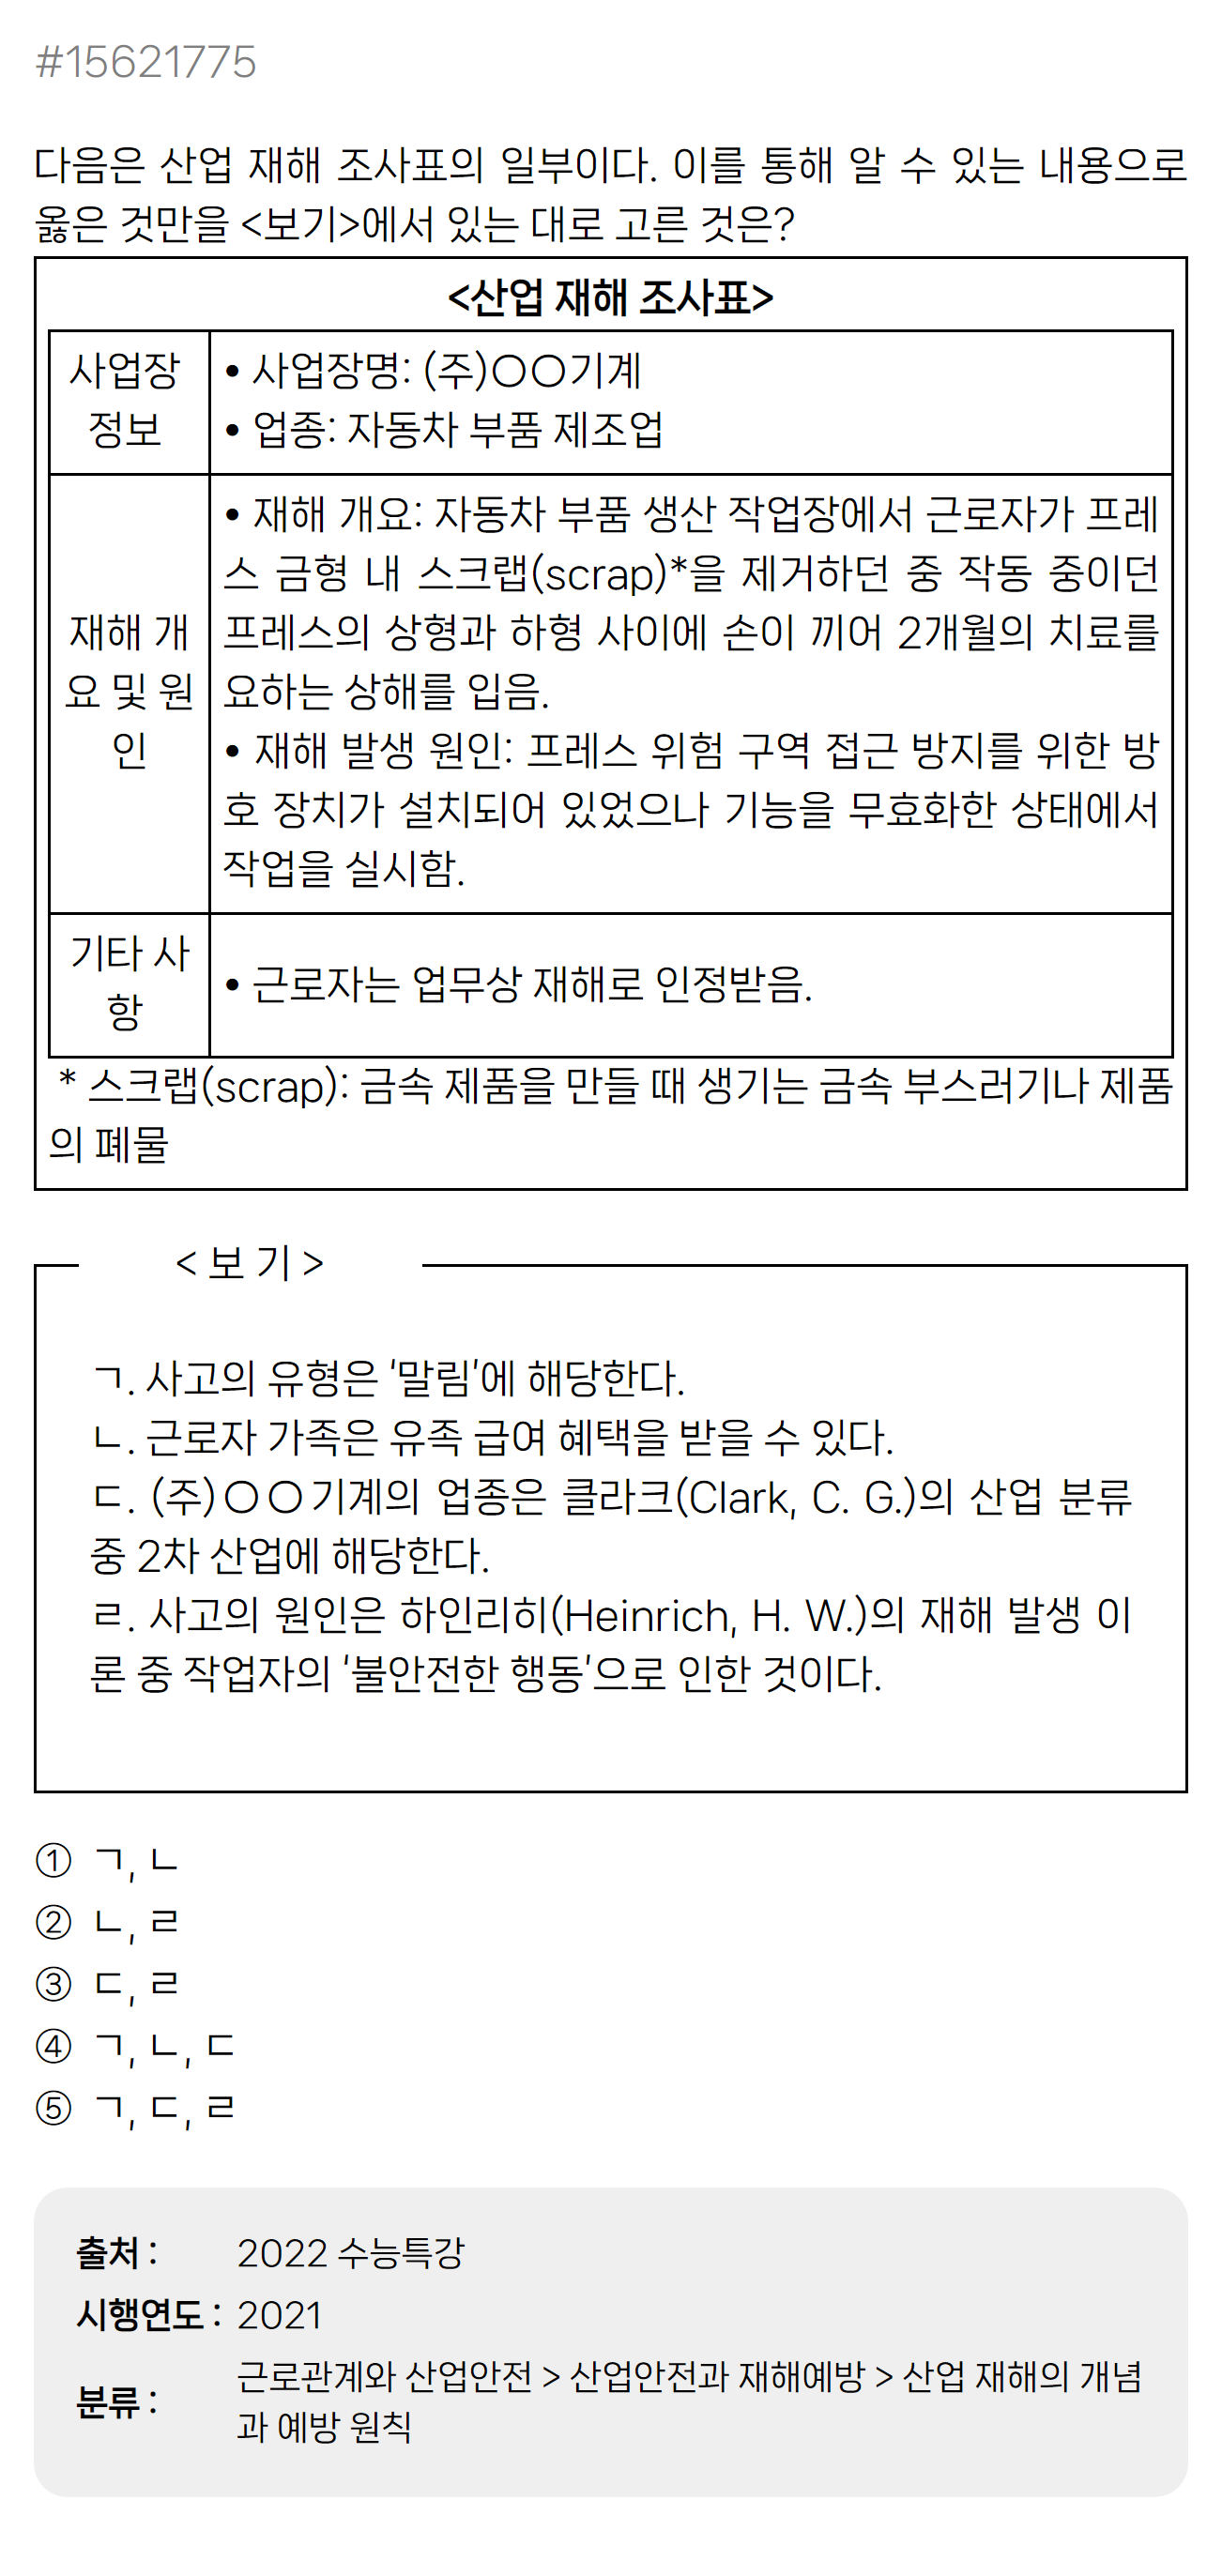 #15621775
다음은 산업 재해 조사표의 일부이다. 이를 통해 알 수 있는 내용으로
옳은 것만을 <보기>에서 있는 대로 고른 것은?
<산업 재해 조사표>
사업장
정보
• 사업장명: (주)○○기계
• 업종: 자동차 부품 제조업
재해 개
요 및 원
인
• 재해 개요: 자동차 부품 생산 작업장에서 근로자가 프레
스 금형 내 스크랩(scrap)*을 제거하던 중 작동 중이던
프레스의 상형과 하형 사이에 손이 끼어 2개월의 치료를
요하는 상해를 입음.
• 재해 발생 원인: 프레스 위험 구역 접근 방지를 위한 방
호 장치가 설치되어 있었으나 기능을 무효화한 상태에서
작업을 실시함.
기타 사
항
• 근로자는 업무상 재해로 인정받음.
* 스크랩(scrap): 금속 제품을 만들 때 생기는 금속 부스러기나 제품
의 폐물
< 보 기 >
ㄱ. 사고의 유형은 '말림'에 해당한다.
ㄴ. 근로자 가족은 유족 급여 혜택을 받을 수 있다.
ㄷ. (주)○○기계의 업종은 클라크(Clark, C. G.)의 산업 분류
중 2차 산업에 해당한다.
ㄹ. 사고의 원인은 하인리히(Heinrich, H. W.)의 재해 발생 이
론 중 작업자의 '불안전한 행동'으로 인한 것이다.
① ㄱ, ㄴ
② ㄴ, ㄹ
③ ㄷ, ㄹ
④ ㄱ, ㄴ, ㄷ
⑤ ㄱ, ㄷ, ㄹ
출처 : 2022 수능특강
시행연도 : 2021
분류 : 근로관계와 산업안전 > 산업안전과 재해예방 > 산업 재해의 개념
과 예방 원칙